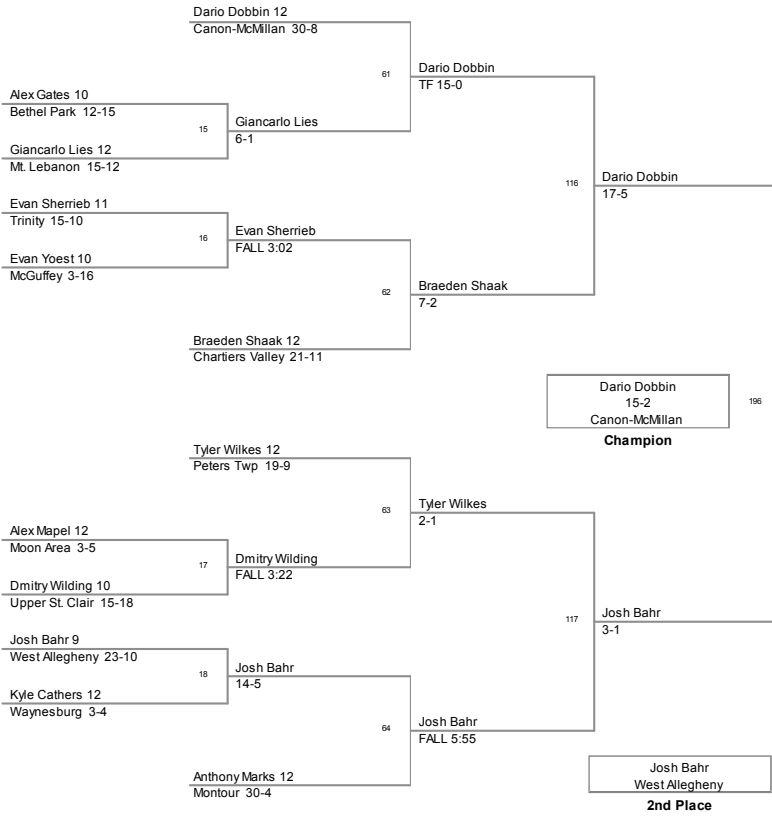 Dario Dobbin 12
Canon-McMillan 30-8
61
Dario Dobbin
TF 15-0
Alex Gates 10
Bethel Park 12-15
15
Giancarlo Lies
6-1
Giancarlo Lies 12
Mt. Lebanon 15-12
116
Dario Dobbin
17-5
Evan Sherrieb 11
Trinity 15-10
16
Evan Sherrieb
FALL 3:02
Evan Yoest 10
McGuffey 3-16
62
Braeden Shaak
7-2
Braeden Shaak 12
Chartiers Valley 21-11
Dario Dobbin
15-2
Canon-McMillan
196
Champion
Tyler Wilkes 12
Peters Twp 19-9
63
Tyler Wilkes
2-1
Alex Mapel 12
Moon Area 3-5
17
Dmitry Wilding
FALL 3:22
Dmitry Wilding 10
Upper St. Clair 15-18
117
Josh Bahr
3-1
Josh Bahr 9
West Allegheny 23-10
18
Josh Bahr
14-5
Kyle Cathers 12
Waynesburg 3-4
64
Josh Bahr
FALL 5:55
Anthony Marks 12
Montour 30-4
Josh Bahr
West Allegheny
2nd Place